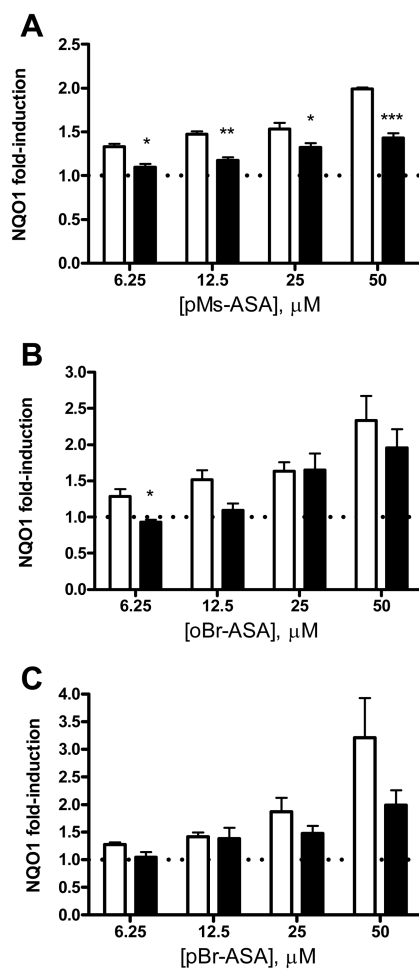 A
NQO1 fold-induction
2.5
2.0
1.5
1.0
0.5
0.0
* ** * ***
6.25 12.5 25 50
[pMs-ASA], μM
B
NQO1 fold-induction
3.0
2.5
2.0
1.5
1.0
0.5
0.0
*
6.25 12.5 25 50
[oBr-ASA], μM
C
NQO1 fold-induction
4.0
3.5
3.0
2.5
2.0
1.5
1.0
0.5
0.0
6.25 12.5 25 50
[pBr-ASA], μM